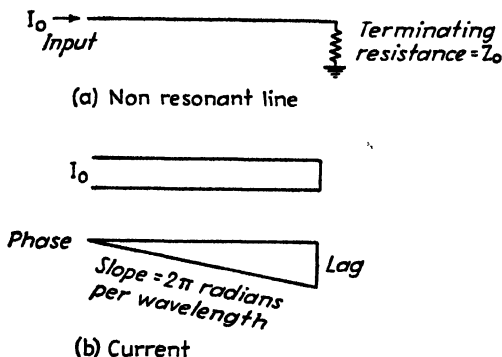 I₀ → Input
Terminating
resistance = Z₀
(a) Non resonant line
I₀
Phase
Lag
Slope = 2π radians
per wavelength
(b) Current